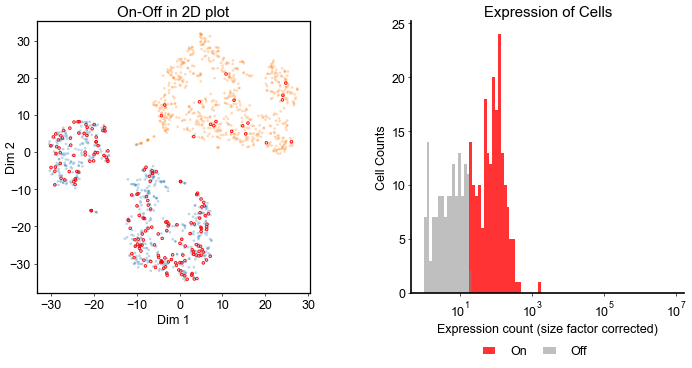 On-Off in 2D plot
Expression of Cells
30
20
10
0
−10
−20
−30
Dim 2
−30 −20 −10 0 10 20 30
Dim 1
25
20
15
10
5
0
Cell Counts
10^1 10^3 10^5 10^7
Expression count (size factor corrected)
On Off